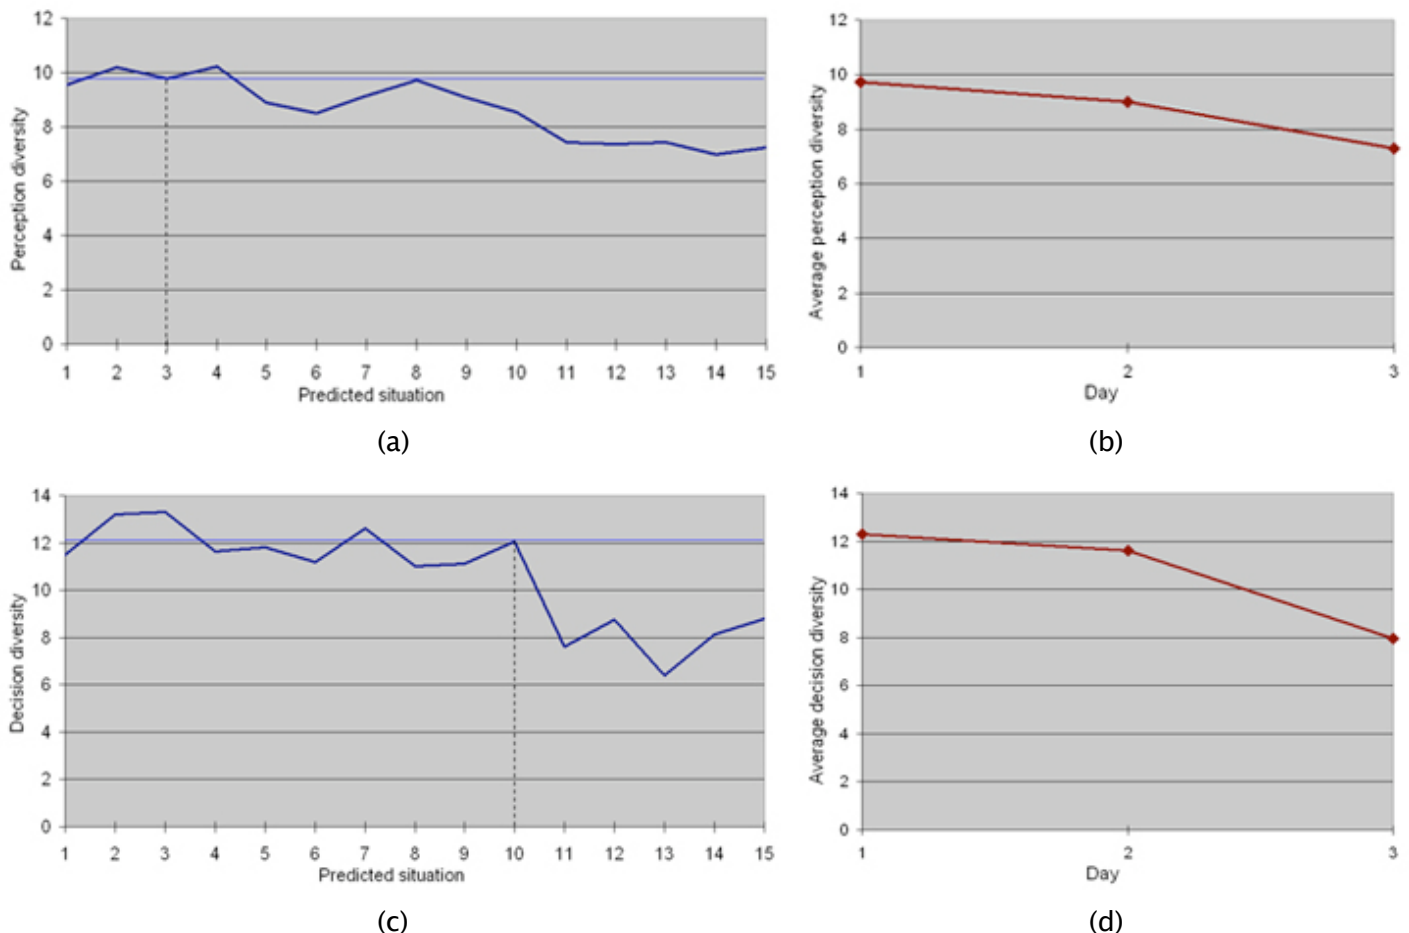 12
10
8
6
4
2
0
Perception diversity
1 2 3 4 5 6 7 8 9 10 11 12 13 14 15
Predicted situation
(a)
12
10
8
6
4
2
0
Average perception diversity
1 2 3
Day
(b)
14
12
10
8
6
4
2
0
Decision diversity
1 2 3 4 5 6 7 8 9 10 11 12 13 14 15
Predicted situation
(c)
14
12
10
8
6
4
2
0
Average decision diversity
1 2 3
Day
(d)